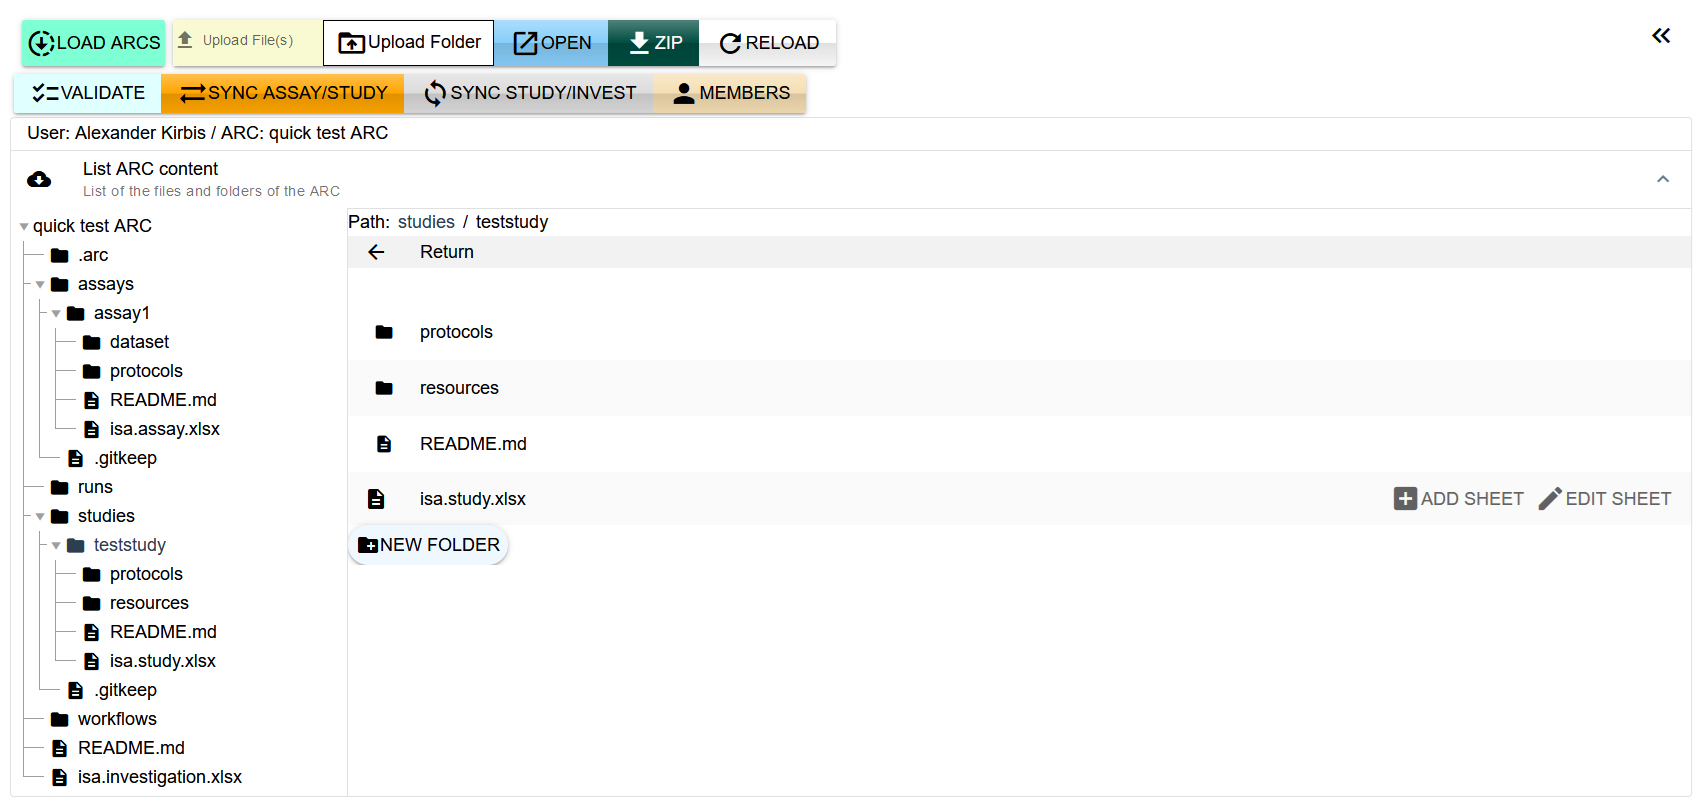 LOAD ARCS Upload File(s) Upload Folder OPEN ZIP RELOAD
VALIDATE SYNC ASSAY/STUDY SYNC STUDY/INVEST MEMBERS
User: Alexander Kirbis / ARC: quick test ARC
List ARC content
List of the files and folders of the ARC
quick test ARC
.arc
assays
assay1
dataset
protocols
README.md
isa.assay.xlsx
.gitkeep
runs
studies
teststudy
protocols
resources
README.md
isa.study.xlsx
.gitkeep
workflows
README.md
isa.investigation.xlsx
Path: studies / teststudy
Return
protocols
resources
README.md
isa.study.xlsx ADD SHEET EDIT SHEET
NEW FOLDER